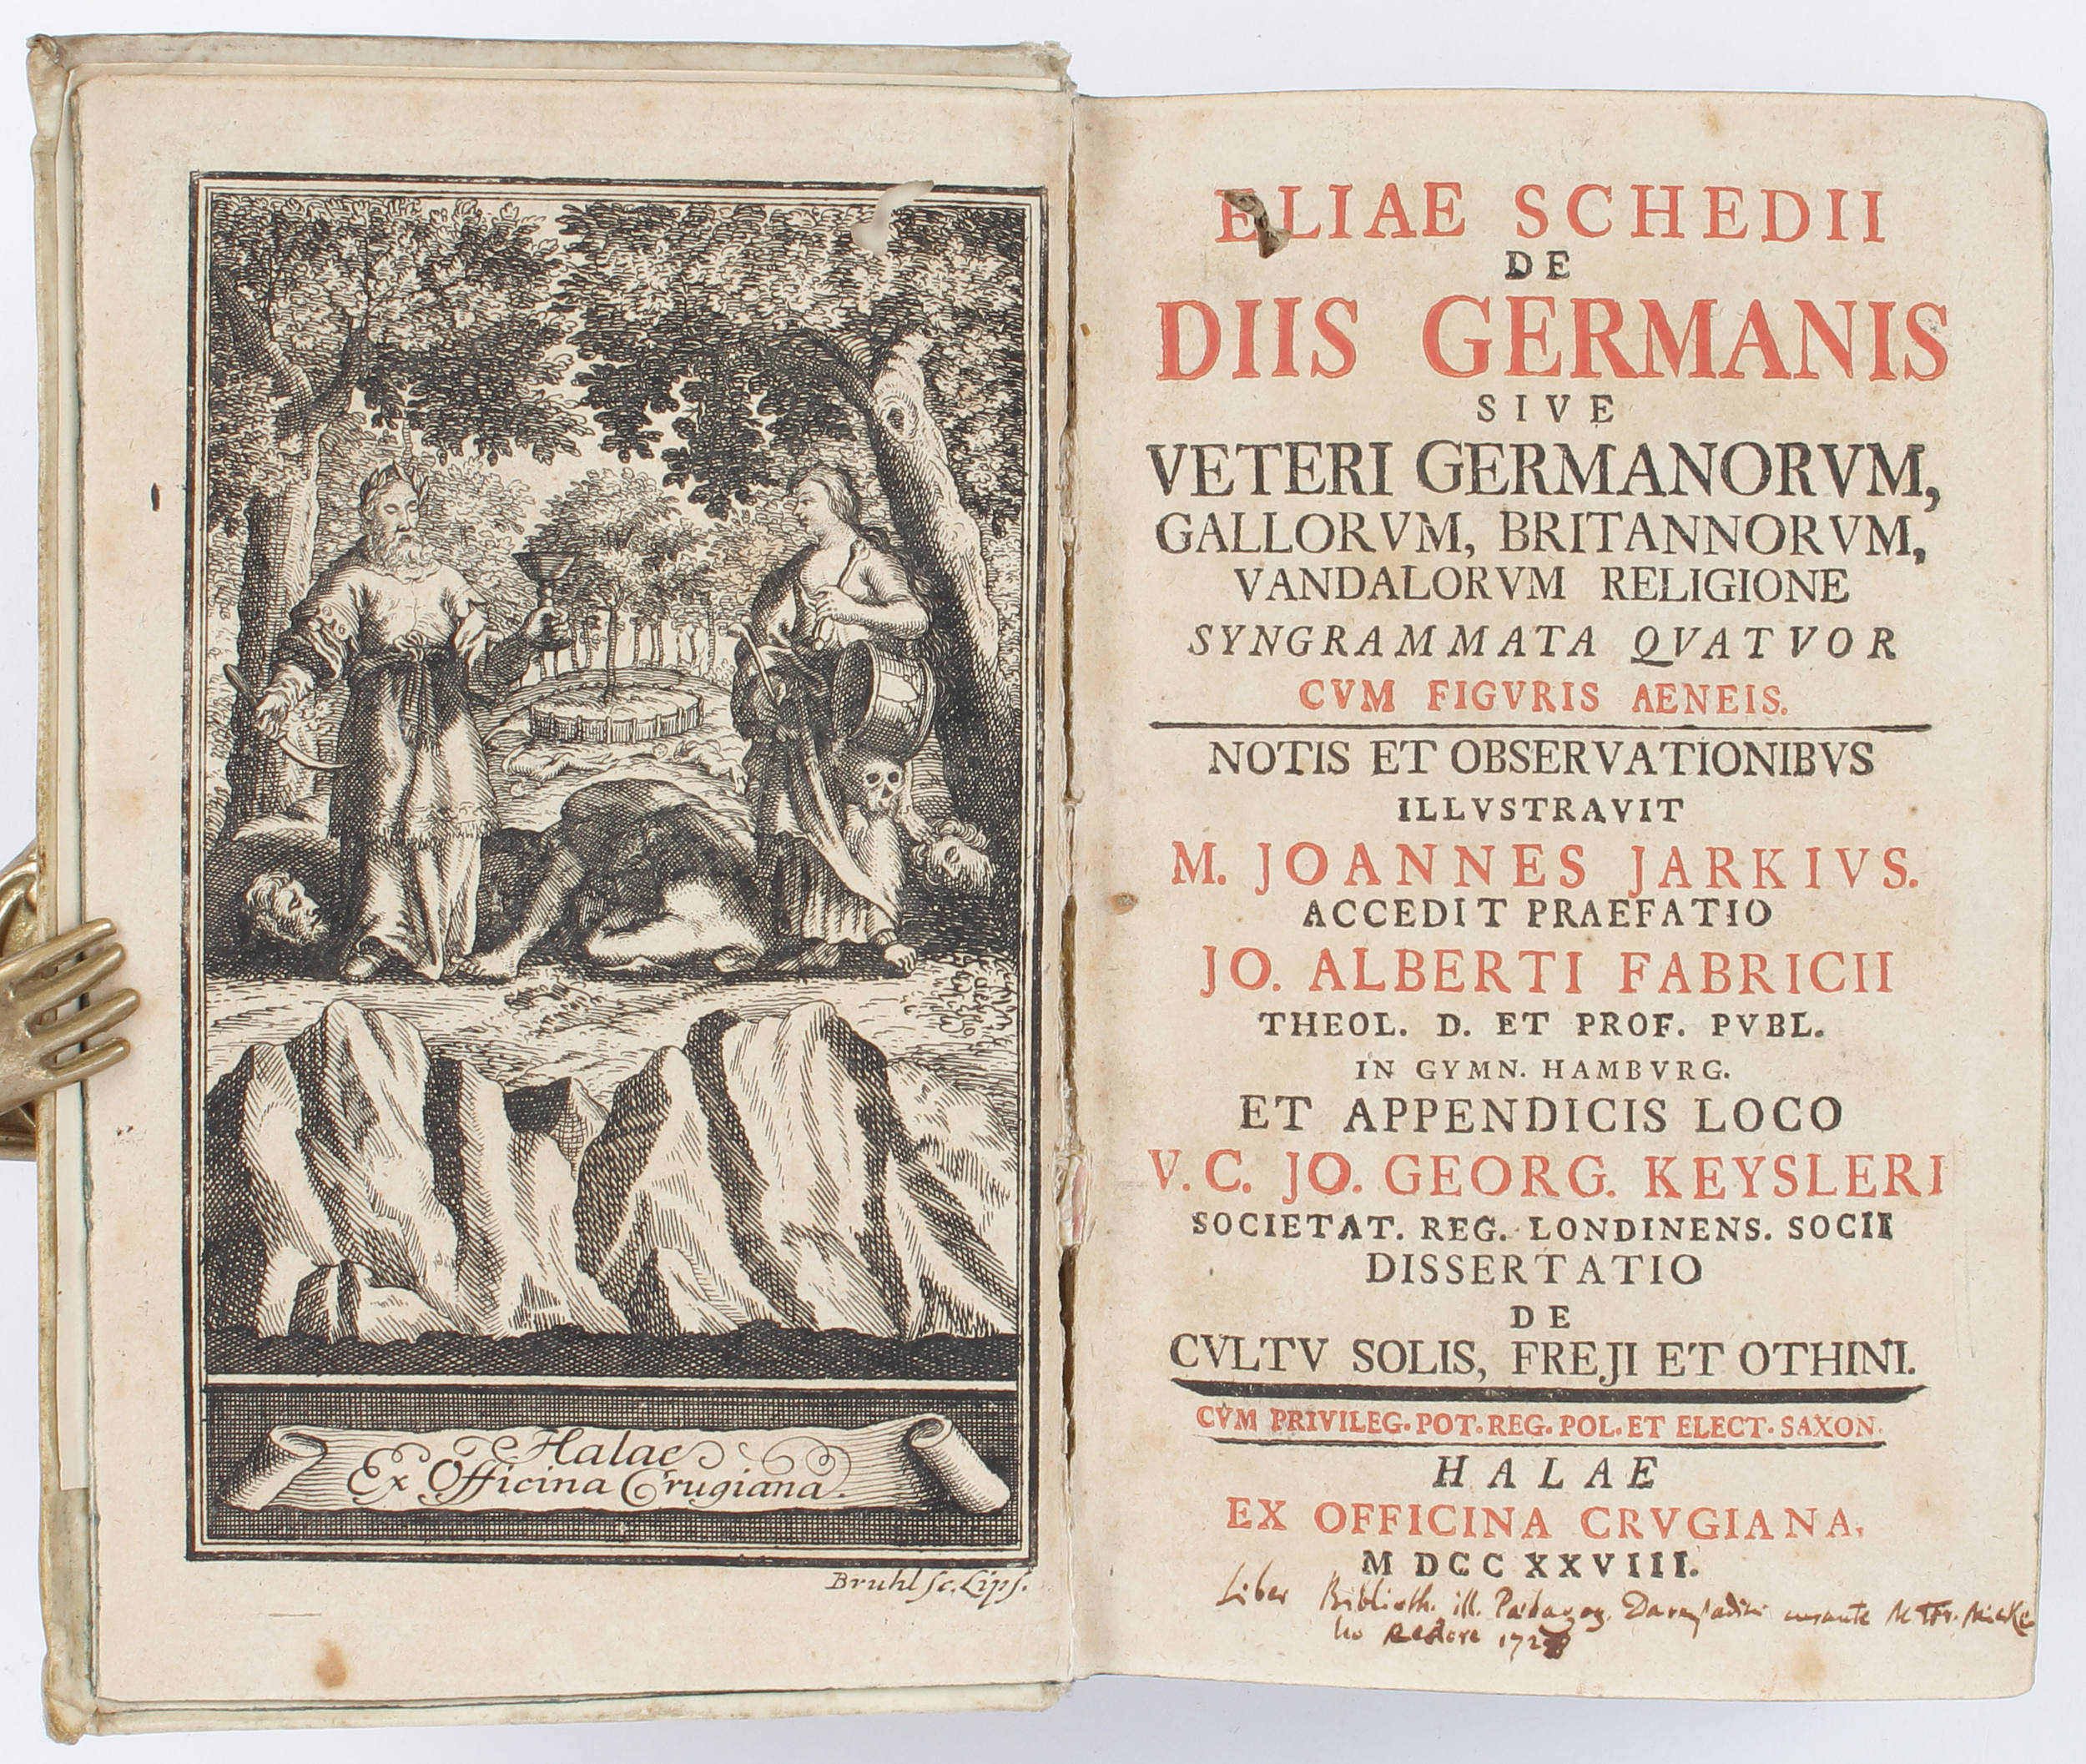 Halae
Ex Officina Crugiana.
Bruhl sc. Lips.
ELIAE SCHEDII
DE
DIIS GERMANIS
SIVE
VETERI GERMANORVM,
GALLORVM, BRITANNORVM,
VANDALORVM RELIGIONE
SYNGRAMMATA QVATVOR
CVM FIGVRIS AENEIS.
NOTIS ET OBSERVATIONIBVS
ILLVSTRAVIT
M. JOANNES JARKIVS.
ACCEDIT PRAEFATIO
JO. ALBERTI FABRICII
THEOL. D. ET PROF. PVBL.
IN GYMN. HAMBVRG.
ET APPENDICIS LOCO
V. C. JO. GEORG. KEYSLERI
SOCIETAT. REG. LONDINENS. SOCII
DISSERTATIO
DE
CVLTV SOLIS, FREJI ET OTHINI.
CVM PRIVILEG. POT. REG. POL. ET ELECT. SAXON.
HALAE
EX OFFICINA CRVGIANA,
M DCC XXVIII.
Liber Biblioth. ill. Paedagog. Darmstadini
Rectore